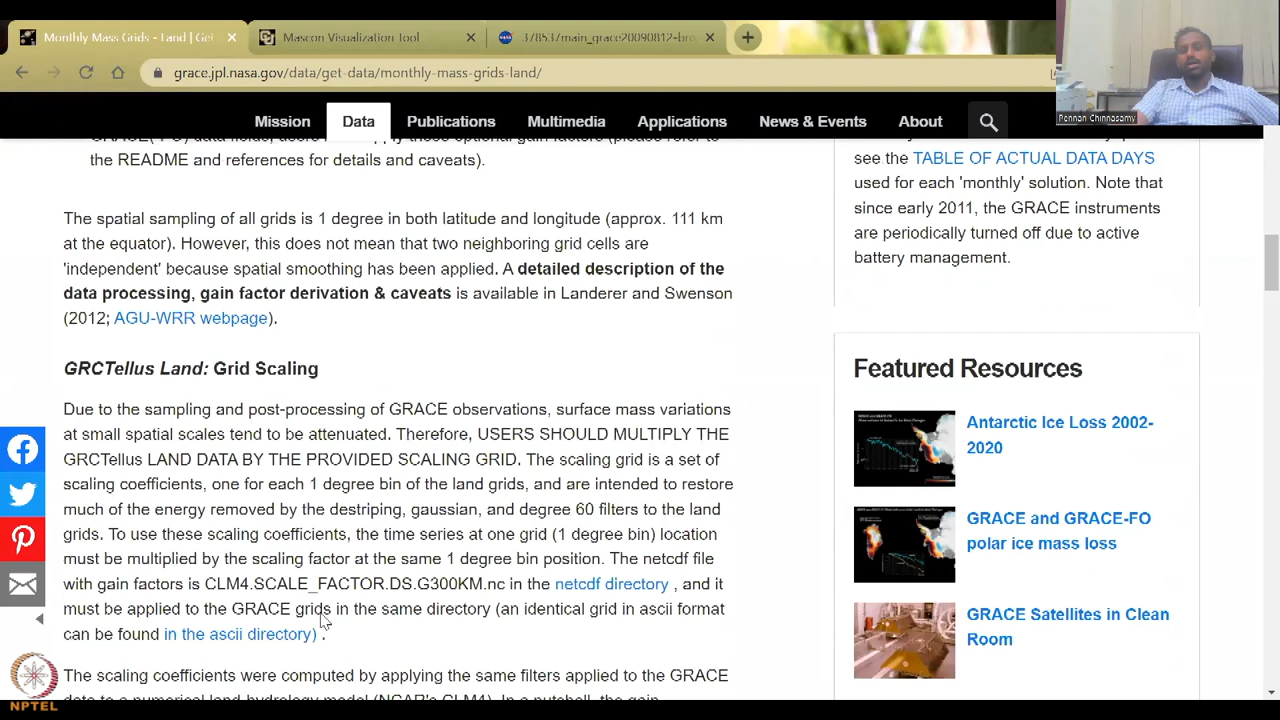 Monthly Mass Grids - Land | Get
Mascon Visualization Tool
378537main_grace20090812-bro
grace.jpl.nasa.gov/data/get-data/monthly-mass-grids-land/
Pennan Chinnasamy
Mission
Data
Publications
Multimedia
Applications
News & Events
About
the README and references for details and caveats).
The spatial sampling of all grids is 1 degree in both latitude and longitude (approx. 111 km
at the equator). However, this does not mean that two neighboring grid cells are
'independent' because spatial smoothing has been applied. A detailed description of the
data processing, gain factor derivation & caveats is available in Landerer and Swenson
(2012; AGU-WRR webpage).
GRCTellus Land: Grid Scaling
Due to the sampling and post-processing of GRACE observations, surface mass variations
at small spatial scales tend to be attenuated. Therefore, USERS SHOULD MULTIPLY THE
GRCTellus LAND DATA BY THE PROVIDED SCALING GRID. The scaling grid is a set of
scaling coefficients, one for each 1 degree bin of the land grids, and are intended to restore
much of the energy removed by the destriping, gaussian, and degree 60 filters to the land
grids. To use these scaling coefficients, the time series at one grid (1 degree bin) location
must be multiplied by the scaling factor at the same 1 degree bin position. The netcdf file
with gain factors is CLM4.SCALE_FACTOR.DS.G300KM.nc in the netcdf directory , and it
must be applied to the GRACE grids in the same directory (an identical grid in ascii format
can be found in the ascii directory) .
The scaling coefficients were computed by applying the same filters applied to the GRACE
data to a numerical land-hydrology model (NCAR's CLM4). In a nutshell, the gain
see the TABLE OF ACTUAL DATA DAYS
used for each 'monthly' solution. Note that
since early 2011, the GRACE instruments
are periodically turned off due to active
battery management.
Featured Resources
Antarctic Ice Loss 2002-
2020
GRACE and GRACE-FO
polar ice mass loss
GRACE Satellites in Clean
Room
NPTEL